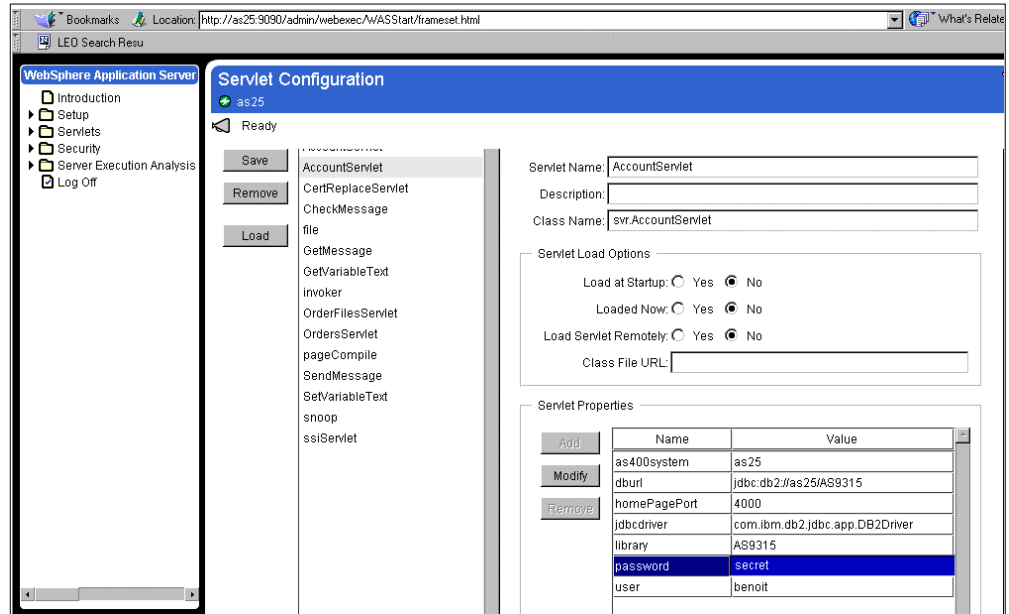 Bookmarks Location: http://as25:9090/admin/webexec/WASStart/frameset.html What's Relate
LEO Search Resu
WebSphere Application Server
Introduction
Setup
Servlets
Security
Server Execution Analysis
Log Off
Servlet Configuration
as25
Ready
Save
Remove
Load
AccountServlet
CertReplaceServlet
CheckMessage
file
GetMessage
GetVariableText
invoker
OrderFilesServlet
OrdersServlet
pageCompile
SendMessage
SetVariableText
snoop
ssiServlet
Servlet Name: AccountServlet
Description:
Class Name: svr.AccountServlet
Servlet Load Options
Load at Startup: Yes No
Loaded Now: Yes No
Load Servlet Remotely: Yes No
Class File URL:
Servlet Properties
Add
Modify
Remove
Name Value
as400system as25
dburl jdbc:db2://as25/AS9315
homePagePort 4000
jdbcdriver com.ibm.db2.jdbc.app.DB2Driver
library AS9315
password secret
user benoit